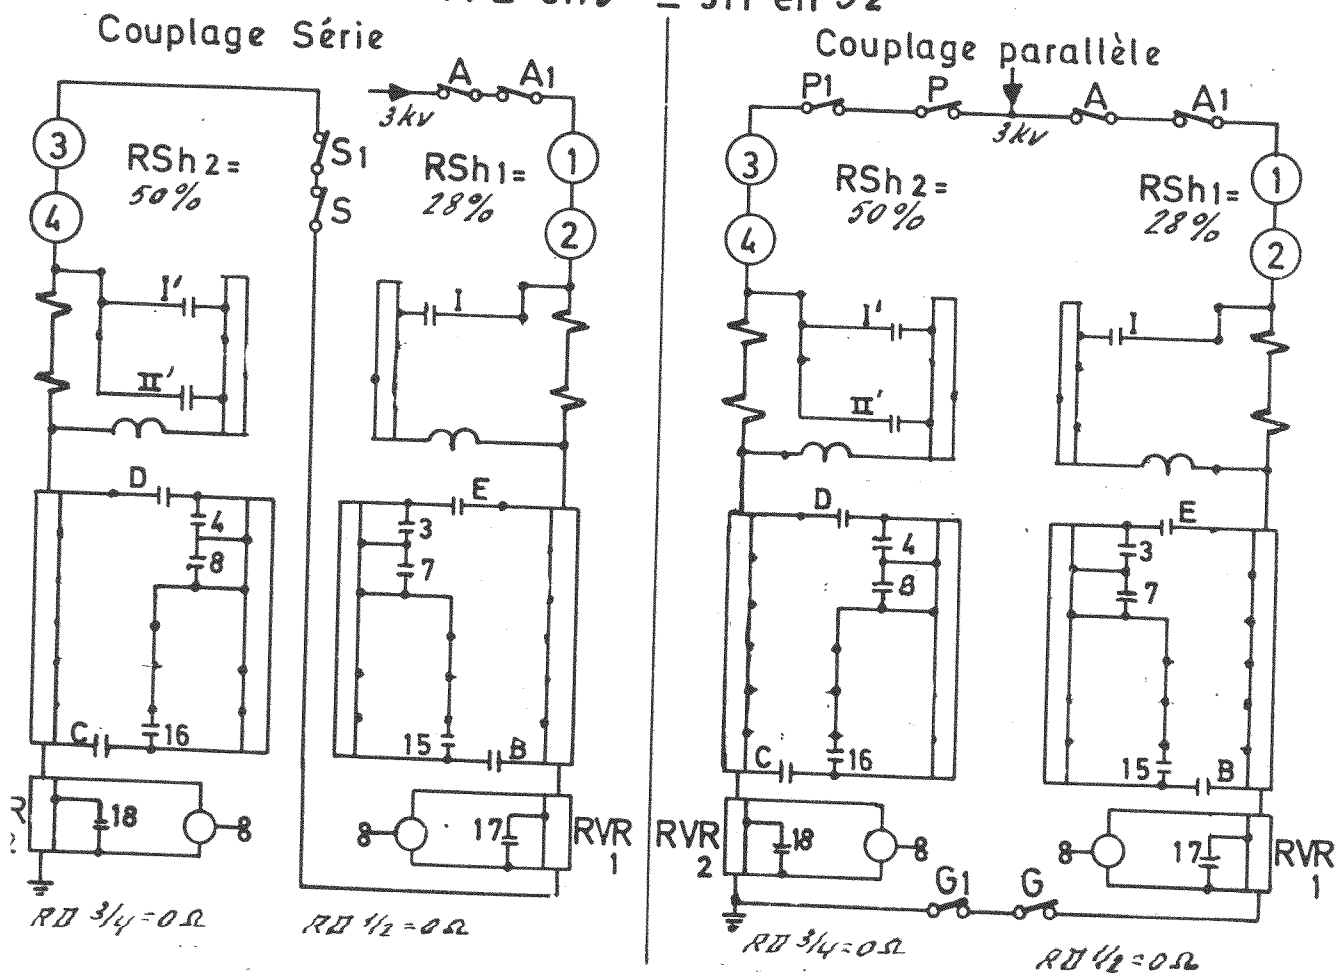 Couplage Série
A A1
3kv
3
4
RSh2=
50%
S1
S
RSh1=
28%
1
2
I'
II'
I
D
4
8
E
3
7
C
16
15
B
18
8
8
17
RVR
1
RD 3/4=0Ω
RD 1/2=0Ω
Couplage parallèle
P1 P A A1
3kv
3
4
RSh2=
50%
RSh1=
28%
1
2
I'
II'
I
D
4
8
E
3
7
C
16
15
B
RVR
2
18
8
8
17
RVR
1
G1 G
RD 3/4=0Ω
RD 1/2=0Ω